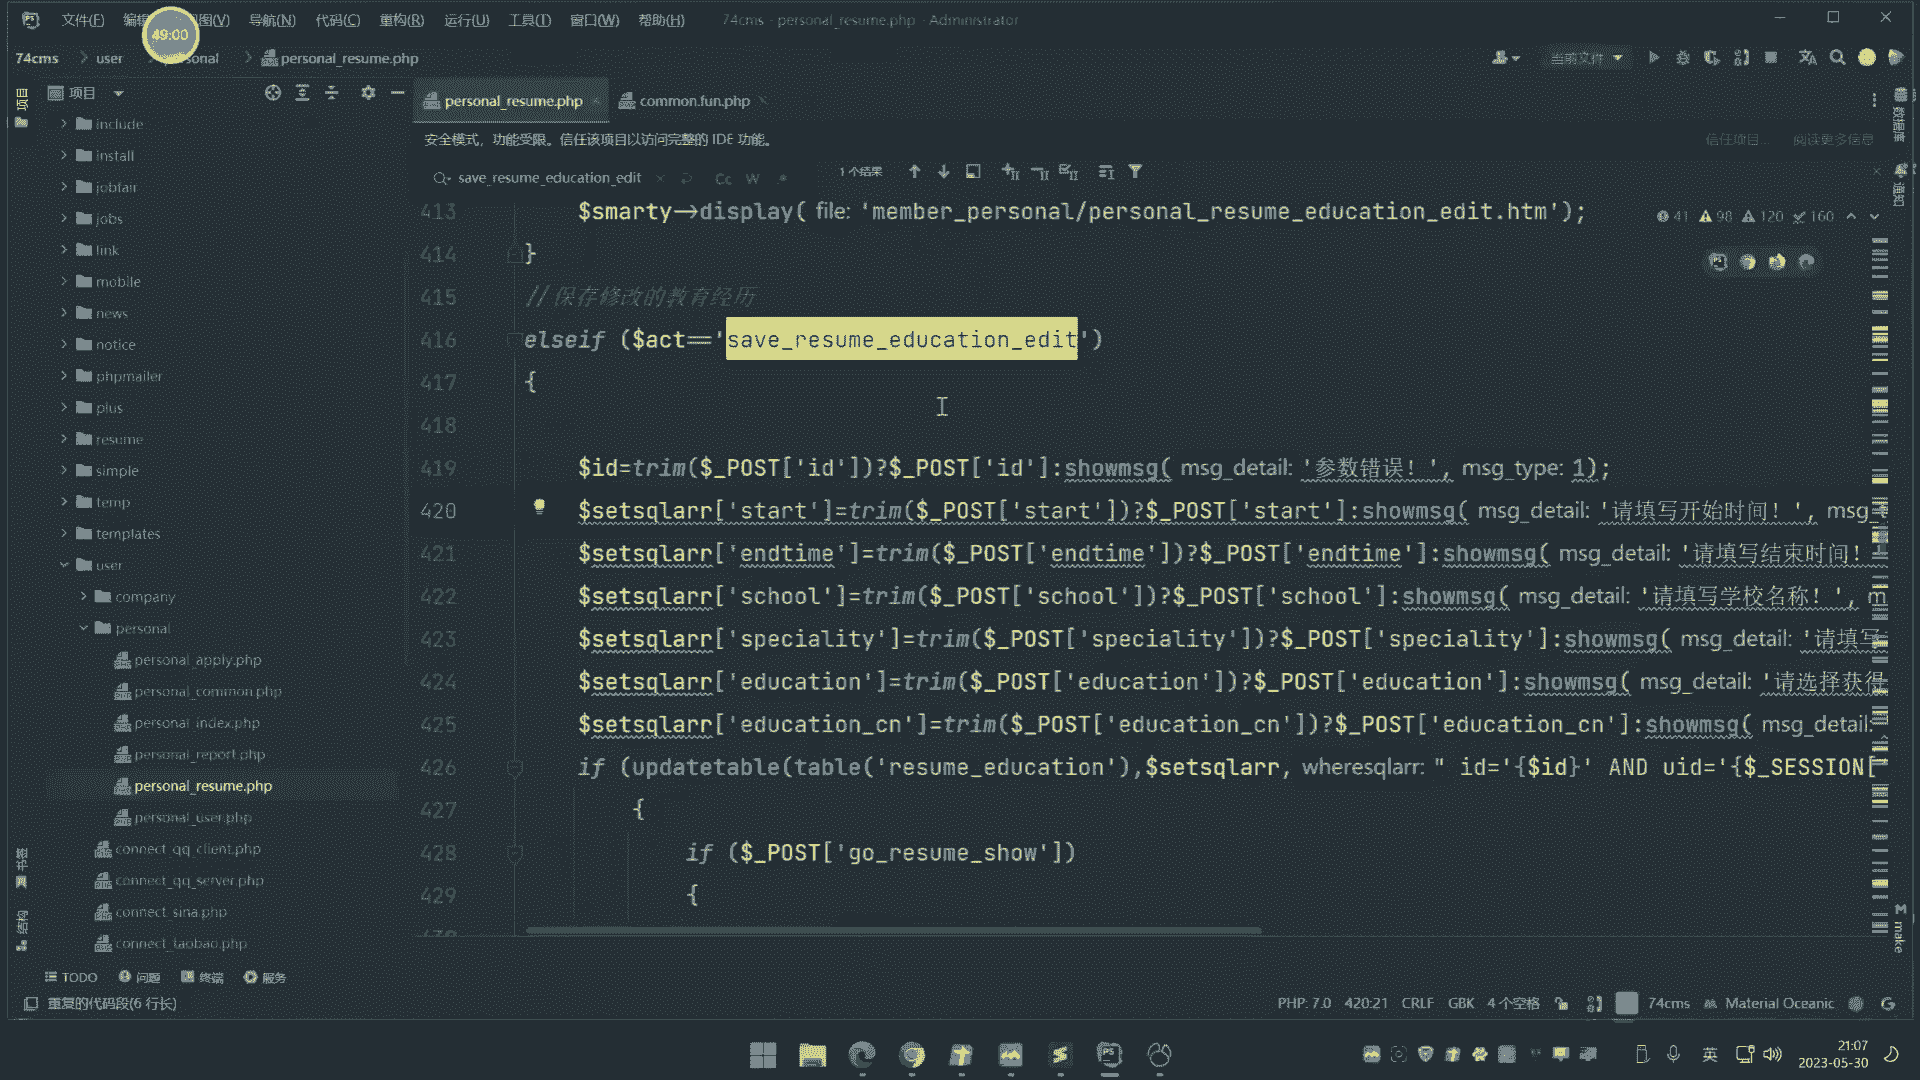 文件(F) 编辑 视图(V) 导航(N) 代码(C) 重构(R) 运行(U) 工具(T) 窗口(W) 帮助(H) 74cms - personal_resume.php - Administrator
49:00
74cms user personal personal_resume.php 当前文件
项目
项目
personal_resume.php common.fun.php
安全模式，功能受限。信任该项目以访问完整的 IDE 功能。 信任项目... 阅读更多信息
save_resume_education_edit Cc W .* 1个结果
41 98 120 160
include
install
jobfair
jobs
link
mobile
news
notice
phpmailer
plus
resume
simple
temp
templates
user
company
personal
personal_apply.php
personal_common.php
personal_index.php
personal_report.php
personal_resume.php
personal_user.php
connect_qq_client.php
connect_qq_server.php
connect_sina.php
connect_taobao.php
413 $smarty→display( file: 'member_personal/personal_resume_education_edit.htm');
414 }
415 //保存修改的教育经历
416 elseif ($act=='save_resume_education_edit')
417 {
418
419 $id=trim($_POST['id'])?$_POST['id']:showmsg( msg_detail: '参数错误！', msg_type: 1);
420 $setsqlarr['start']=trim($_POST['start'])?$_POST['start']:showmsg( msg_detail: '请填写开始时间！', msg_
421 $setsqlarr['endtime']=trim($_POST['endtime'])?$_POST['endtime']:showmsg( msg_detail: '请填写结束时间！
422 $setsqlarr['school']=trim($_POST['school'])?$_POST['school']:showmsg( msg_detail: '请填写学校名称！', m
423 $setsqlarr['speciality']=trim($_POST['speciality'])?$_POST['speciality']:showmsg( msg_detail: '请填写
424 $setsqlarr['education']=trim($_POST['education'])?$_POST['education']:showmsg( msg_detail: '请选择获得
425 $setsqlarr['education_cn']=trim($_POST['education_cn'])?$_POST['education_cn']:showmsg( msg_detail:
426 if (updatetable(table('resume_education'),$setsqlarr, wheresqlarr: " id='{$id}' AND uid='{$_SESSION['
427 {
428 if ($_POST['go_resume_show'])
429 {
数据库
通知
make
书签
结构
TODO 问题 终端 服务
重复的代码段(6 行长) PHP: 7.0 420:21 CRLF GBK 4 个空格 74cms Material Oceanic
英 21:07
2023-05-30